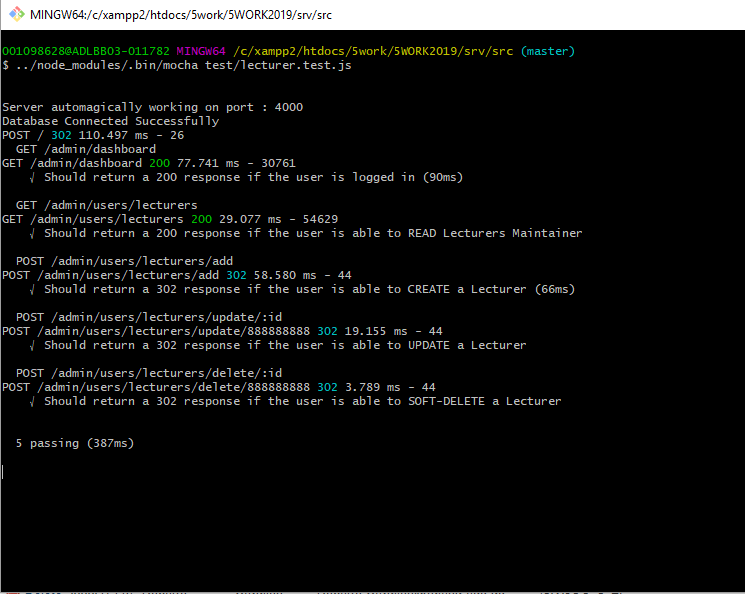 MINGW64:/c/xampp2/htdocs/5work/5WORK2019/srv/src
001098628@ADLBB03-011782 MINGW64 /c/xampp2/htdocs/5work/5WORK2019/srv/src (master)
$ ../node_modules/.bin/mocha test/lecturer.test.js
Server automagically working on port : 4000
Database Connected Successfully
POST / 302 110.497 ms - 26
GET /admin/dashboard
GET /admin/dashboard 200 77.741 ms - 30761
√ Should return a 200 response if the user is logged in (90ms)
GET /admin/users/lecturers
GET /admin/users/lecturers 200 29.077 ms - 54629
√ Should return a 200 response if the user is able to READ Lecturers Maintainer
POST /admin/users/lecturers/add
POST /admin/users/lecturers/add 302 58.580 ms - 44
√ Should return a 302 response if the user is able to CREATE a Lecturer (66ms)
POST /admin/users/lecturers/update/:id
POST /admin/users/lecturers/update/888888888 302 19.155 ms - 44
√ Should return a 302 response if the user is able to UPDATE a Lecturer
POST /admin/users/lecturers/delete/:id
POST /admin/users/lecturers/delete/888888888 302 3.789 ms - 44
√ Should return a 302 response if the user is able to SOFT-DELETE a Lecturer
5 passing (387ms)